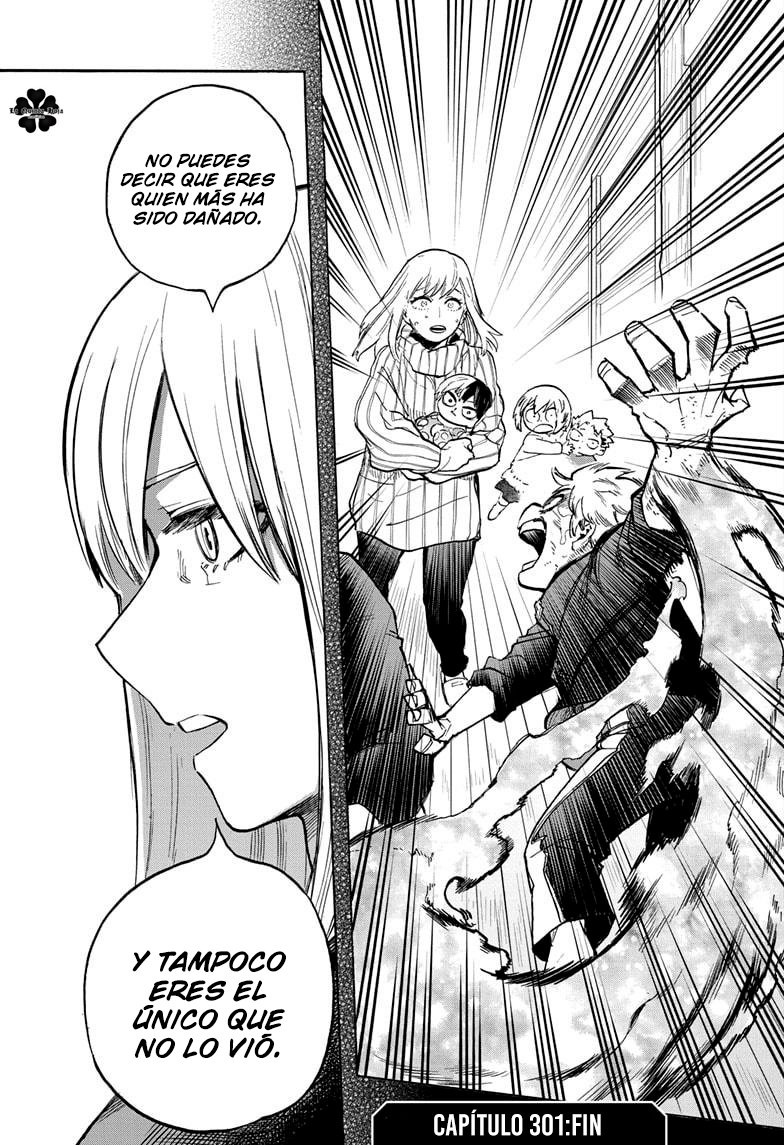 NO PUEDES
DECIR QUE ERES
QUIEN MÁS HA
SIDO DAÑADO.
Y TAMPOCO
ERES EL
ÚNICO QUE
NO LO VIÓ.
CAPÍTULO 301:FIN